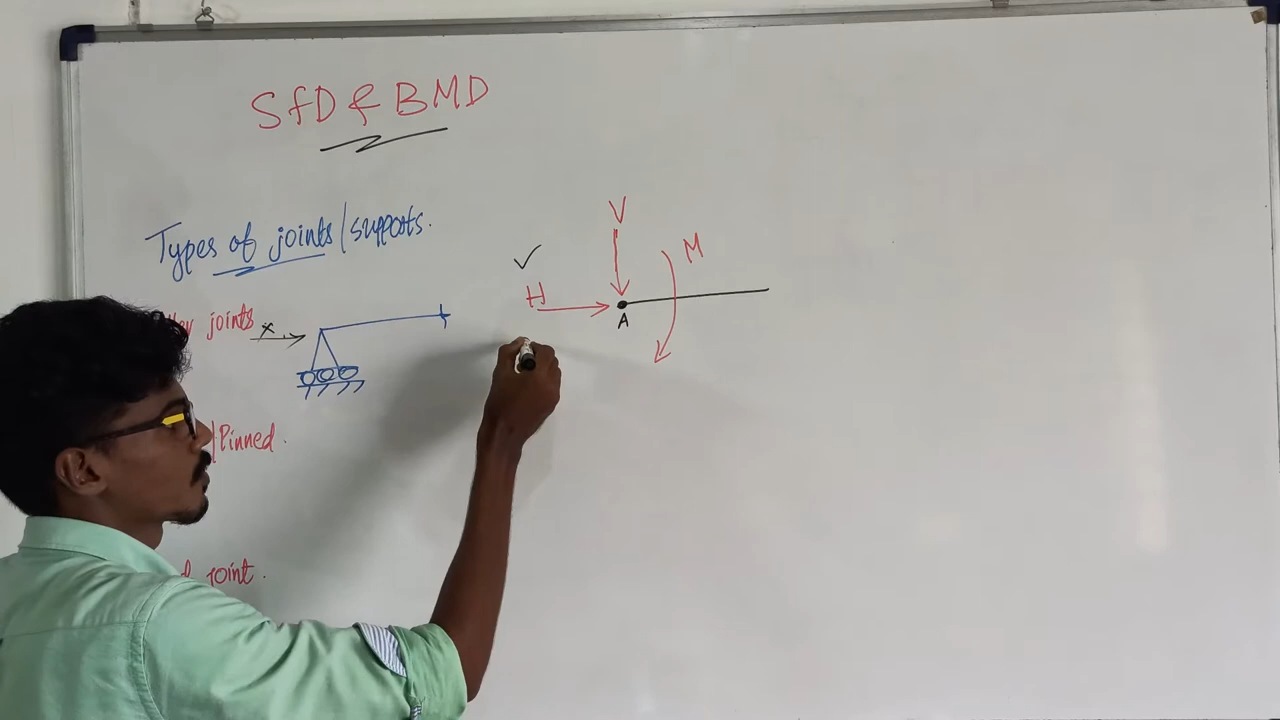 SfD & BMD
Types of joints/supports.
V
M
H
A
joints
x
/Pinned.
joint.